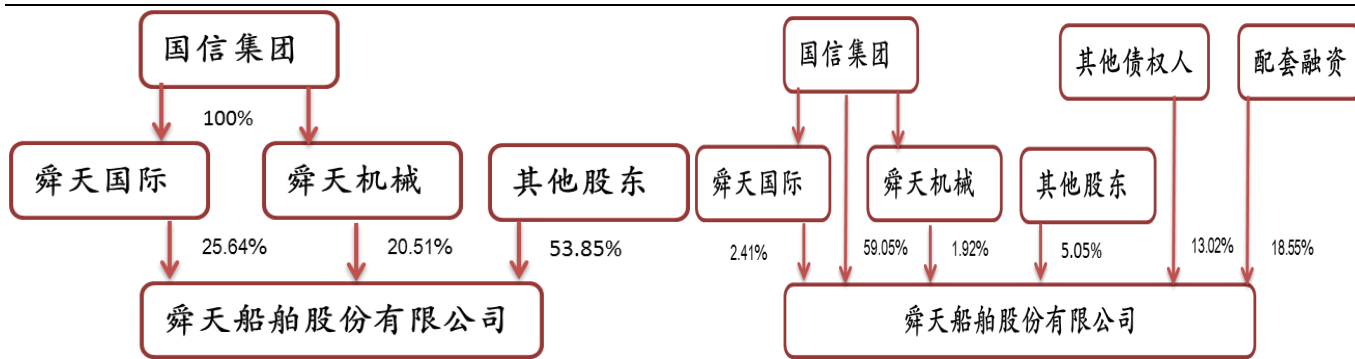 国信集团
100%
舜天国际
舜天机械
其他股东
25.64%
20.51%
53.85%
舜天船舶股份有限公司
国信集团
其他债权人
配套融资
舜天国际
舜天机械
其他股东
2.41%
59.05%
1.92%
5.05%
13.02%
18.55%
舜天船舶股份有限公司